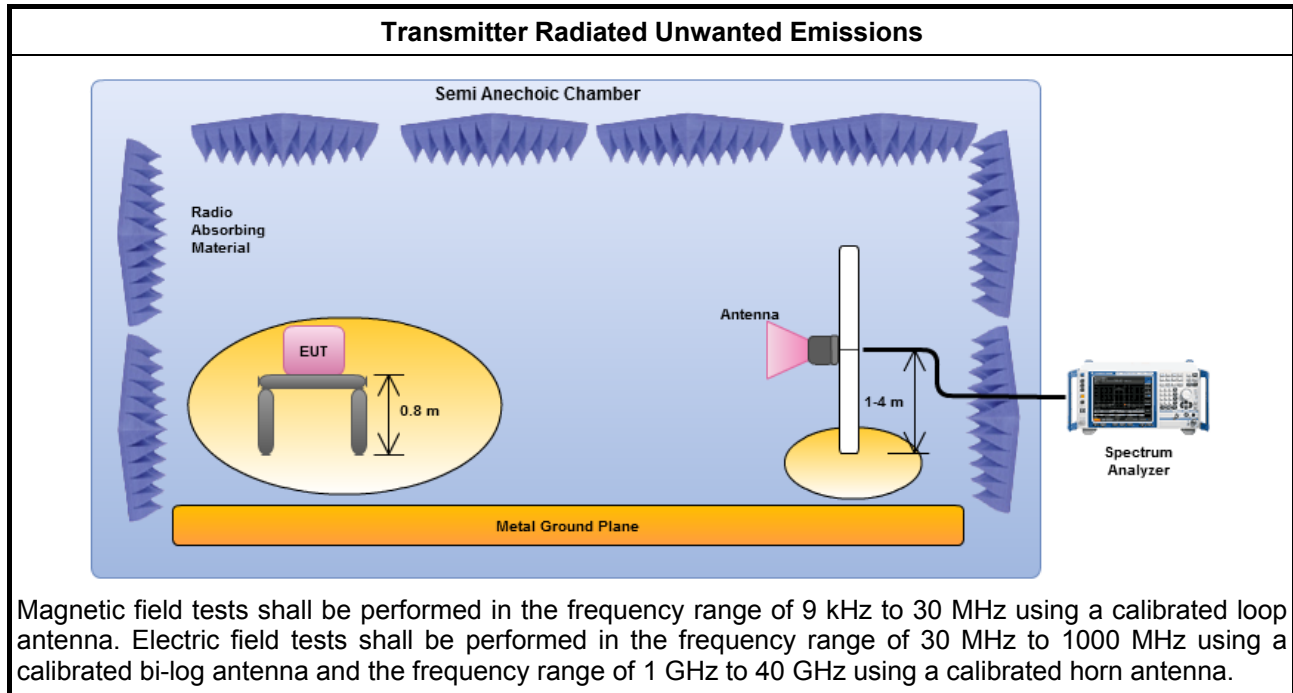 Transmitter Radiated Unwanted Emissions
Semi Anechoic Chamber
Radio
Absorbing
Material
EUT
0.8 m
Antenna
1-4 m
Spectrum
Analyzer
Metal Ground Plane
Magnetic field tests shall be performed in the frequency range of 9 kHz to 30 MHz using a calibrated loop
antenna. Electric field tests shall be performed in the frequency range of 30 MHz to 1000 MHz using a
calibrated bi-log antenna and the frequency range of 1 GHz to 40 GHz using a calibrated horn antenna.